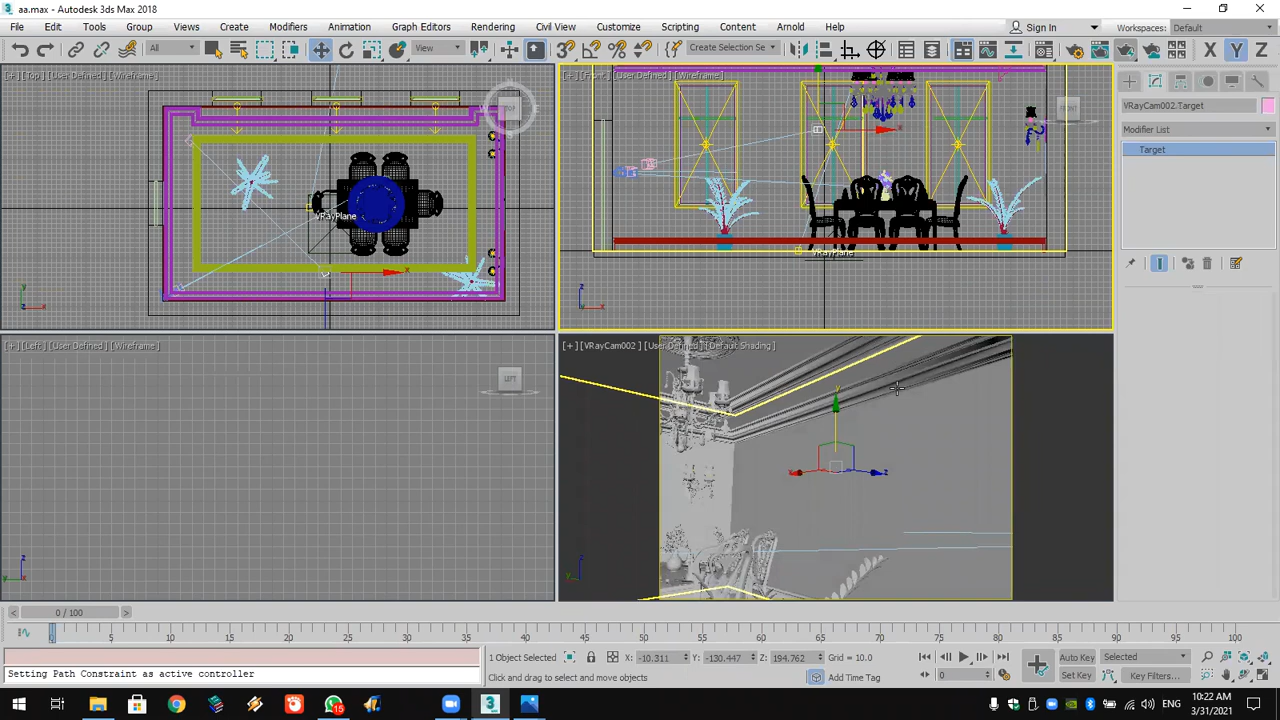 aa.max - Autodesk 3ds Max 2018
File Edit Tools Group Views Create Modifiers Animation Graph Editors Rendering Civil View Customize Scripting Content Arnold Help
Sign In
Workspaces: Default
All
View
Create Selection Se
X Y Z
[+] [Top] [User Defined] [Wireframe]
TOP
VRayPlane
[+] [Front] [User Defined] [Wireframe]
FRONT
VRayPlane
[+] [Left] [User Defined] [Wireframe]
LEFT
[+] [VRayCam002] [User Defined] [Default Shading]
VRayCam002.Target
Modifier List
Target
0 / 100
0 5 10 15 20 25 30 35 40 45 50 55 60 65 70 75 80 85 90 95 100
Setting Path Constraint as active controller
1 Object Selected
X: -10.311 Y: -130.447 Z: 194.762 Grid = 10.0
Click and drag to select and move objects
Add Time Tag
0
Auto Key Selected
Set Key Key Filters...
15
ENG
10:22 AM
3/31/2021